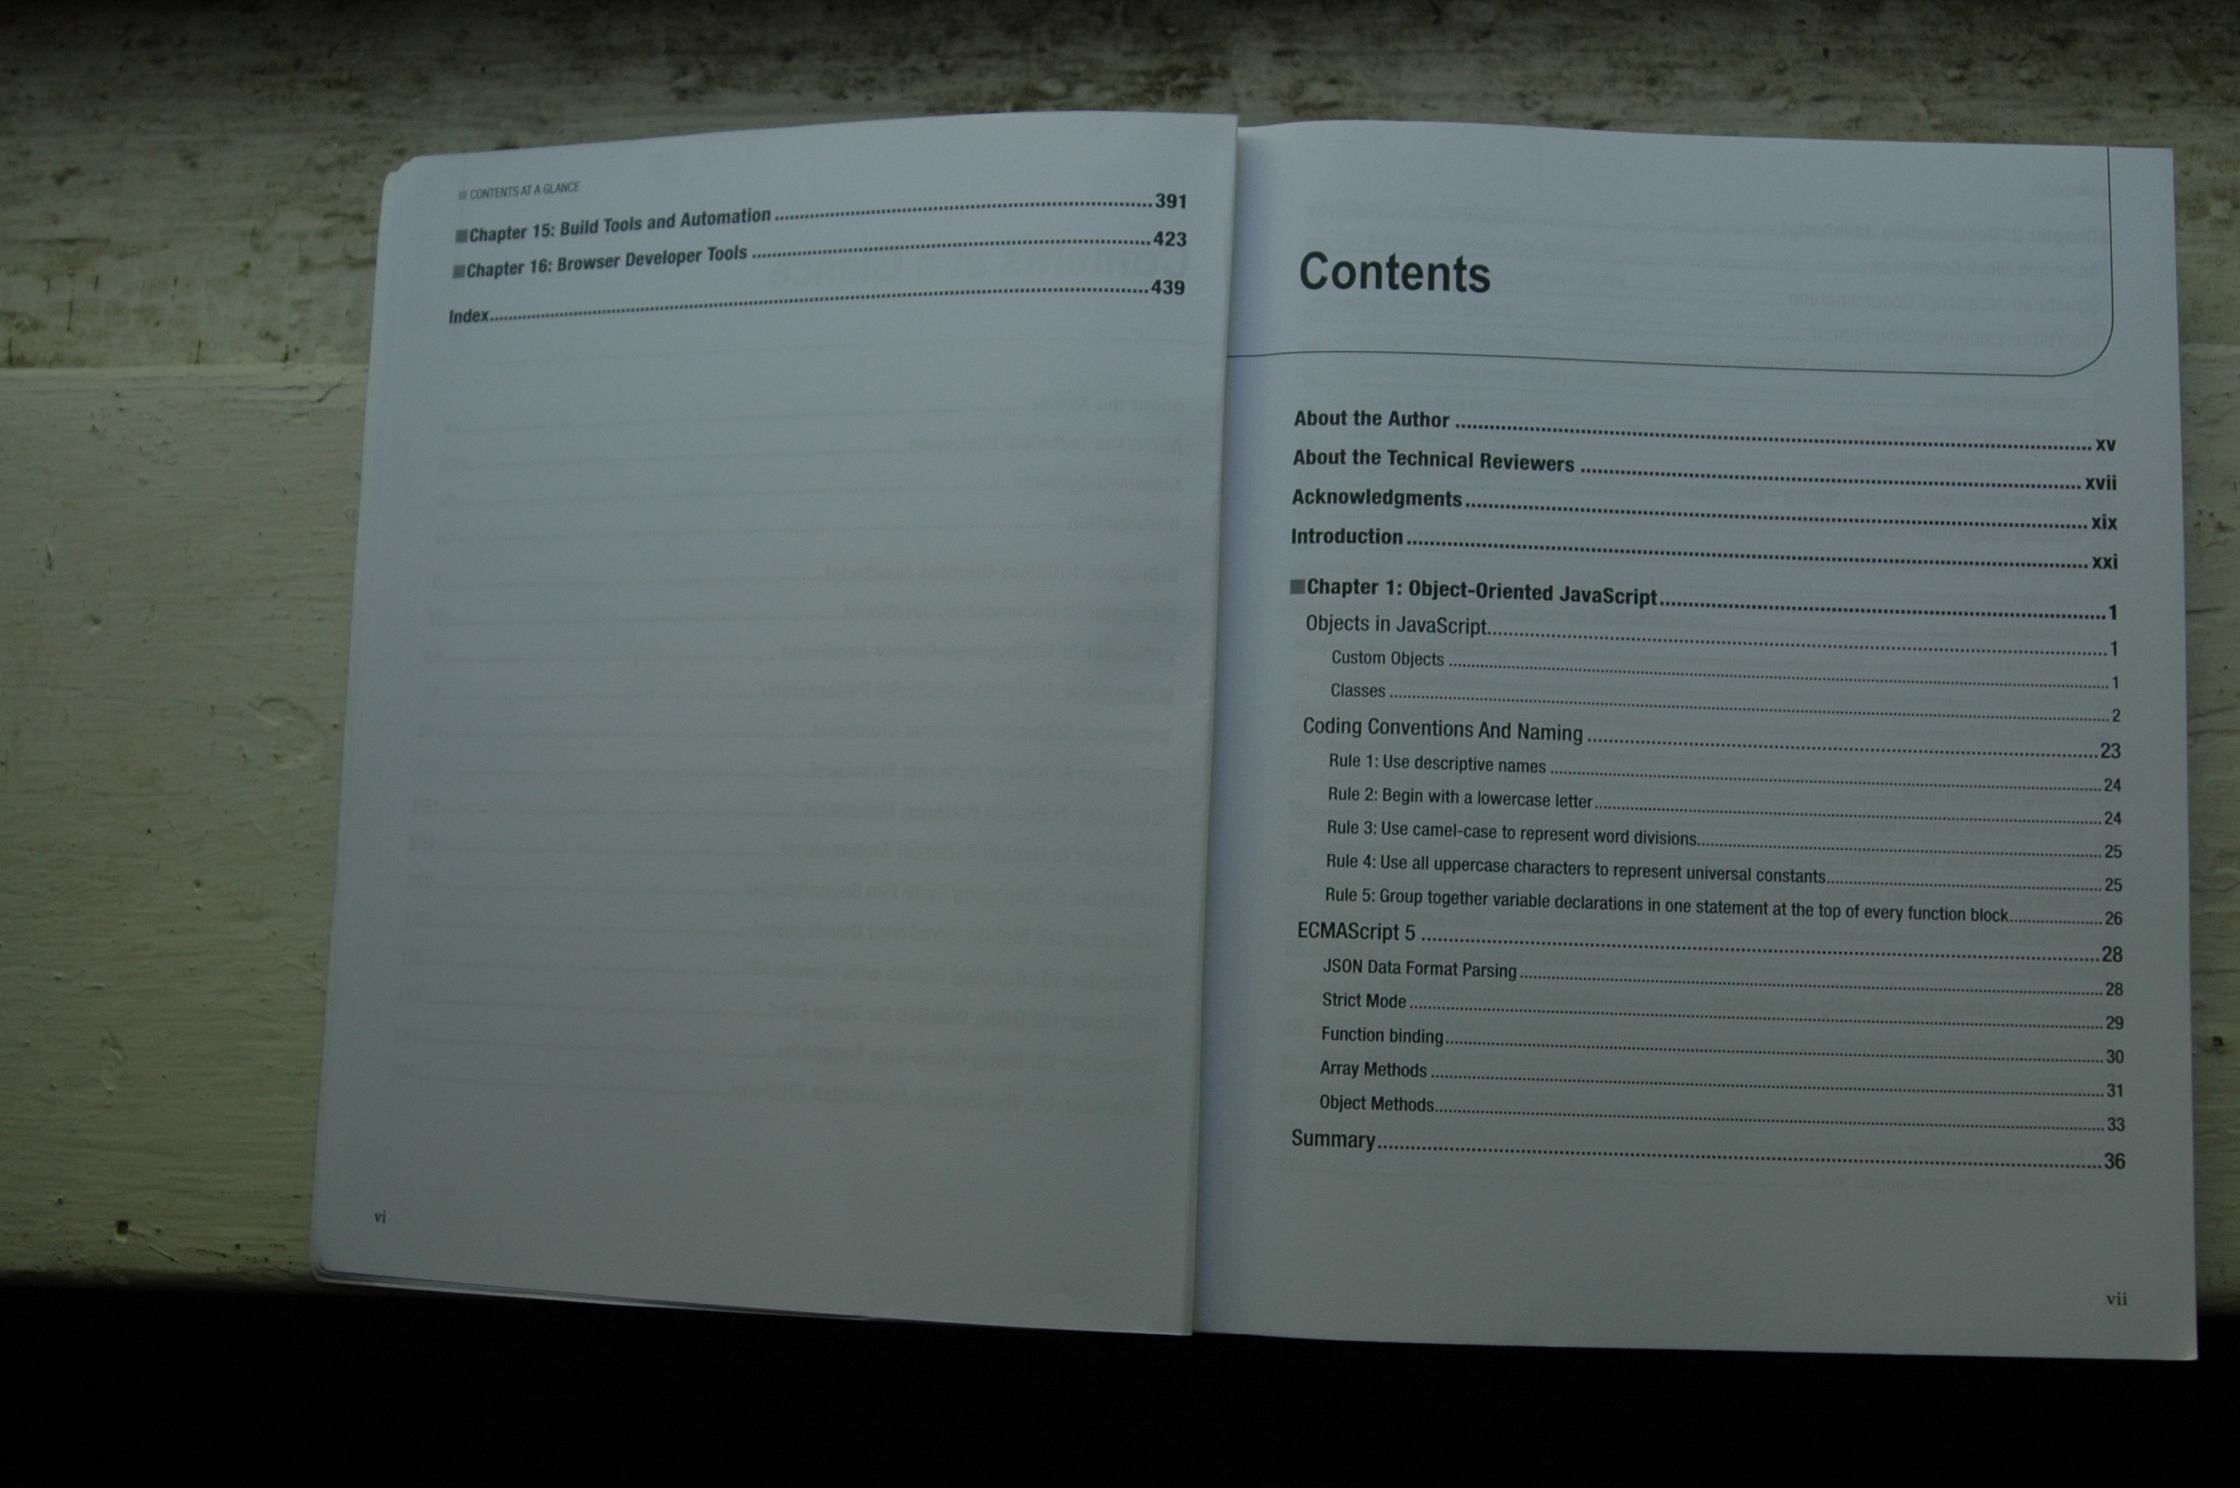 ■ CONTENTS AT A GLANCE
■Chapter 15: Build Tools and Automation ........ 391
■Chapter 16: Browser Developer Tools ........ 423
Index ........ 439
vi
Contents
About the Author ........ xv
About the Technical Reviewers ........ xvii
Acknowledgments ........ xix
Introduction ........ xxi
■Chapter 1: Object-Oriented JavaScript ........ 1
Objects in JavaScript ........ 1
Custom Objects ........ 1
Classes ........ 2
Coding Conventions And Naming ........ 23
Rule 1: Use descriptive names ........ 24
Rule 2: Begin with a lowercase letter ........ 24
Rule 3: Use camel-case to represent word divisions ........ 25
Rule 4: Use all uppercase characters to represent universal constants ........ 25
Rule 5: Group together variable declarations in one statement at the top of every function block ........ 26
ECMAScript 5 ........ 28
JSON Data Format Parsing ........ 28
Strict Mode ........ 29
Function binding ........ 30
Array Methods ........ 31
Object Methods ........ 33
Summary ........ 36
vii